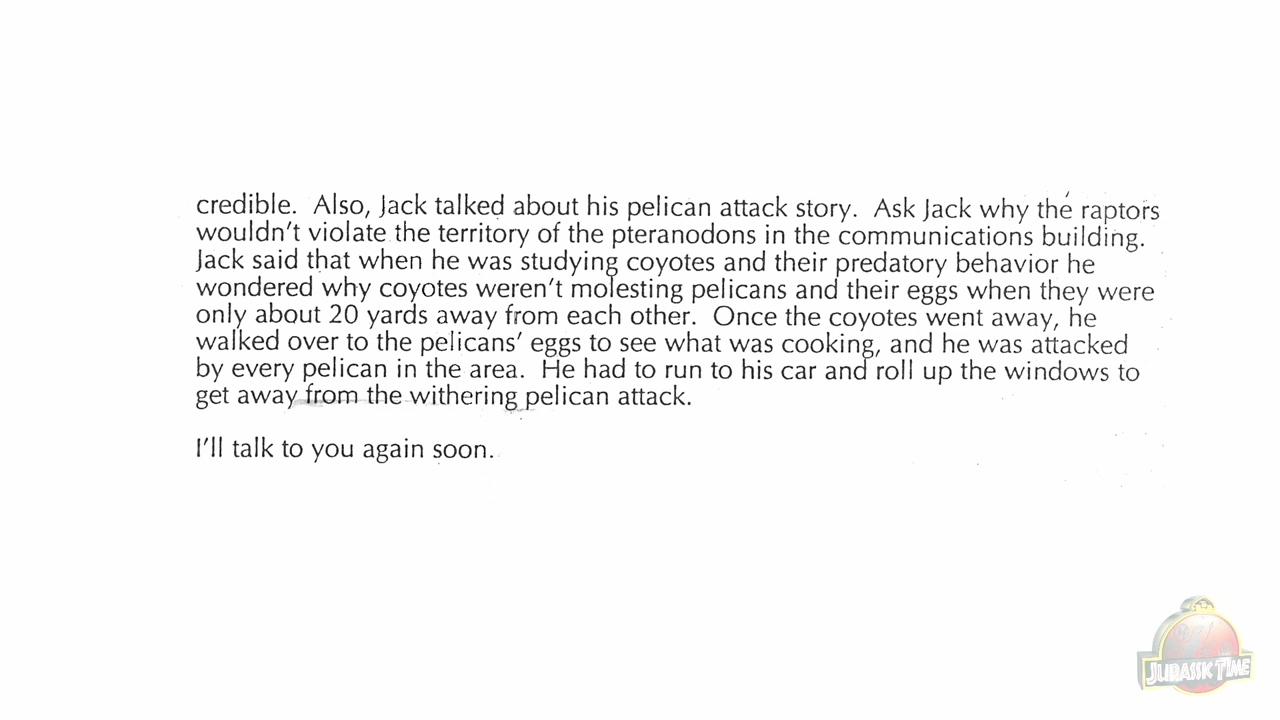 credible. Also, Jack talked about his pelican attack story. Ask Jack why the raptors
wouldn't violate the territory of the pteranodons in the communications building.
Jack said that when he was studying coyotes and their predatory behavior he
wondered why coyotes weren't molesting pelicans and their eggs when they were
only about 20 yards away from each other. Once the coyotes went away, he
walked over to the pelicans' eggs to see what was cooking, and he was attacked
by every pelican in the area. He had to run to his car and roll up the windows to
get away from the withering pelican attack.
I'll talk to you again soon.
JURASSIC TIME